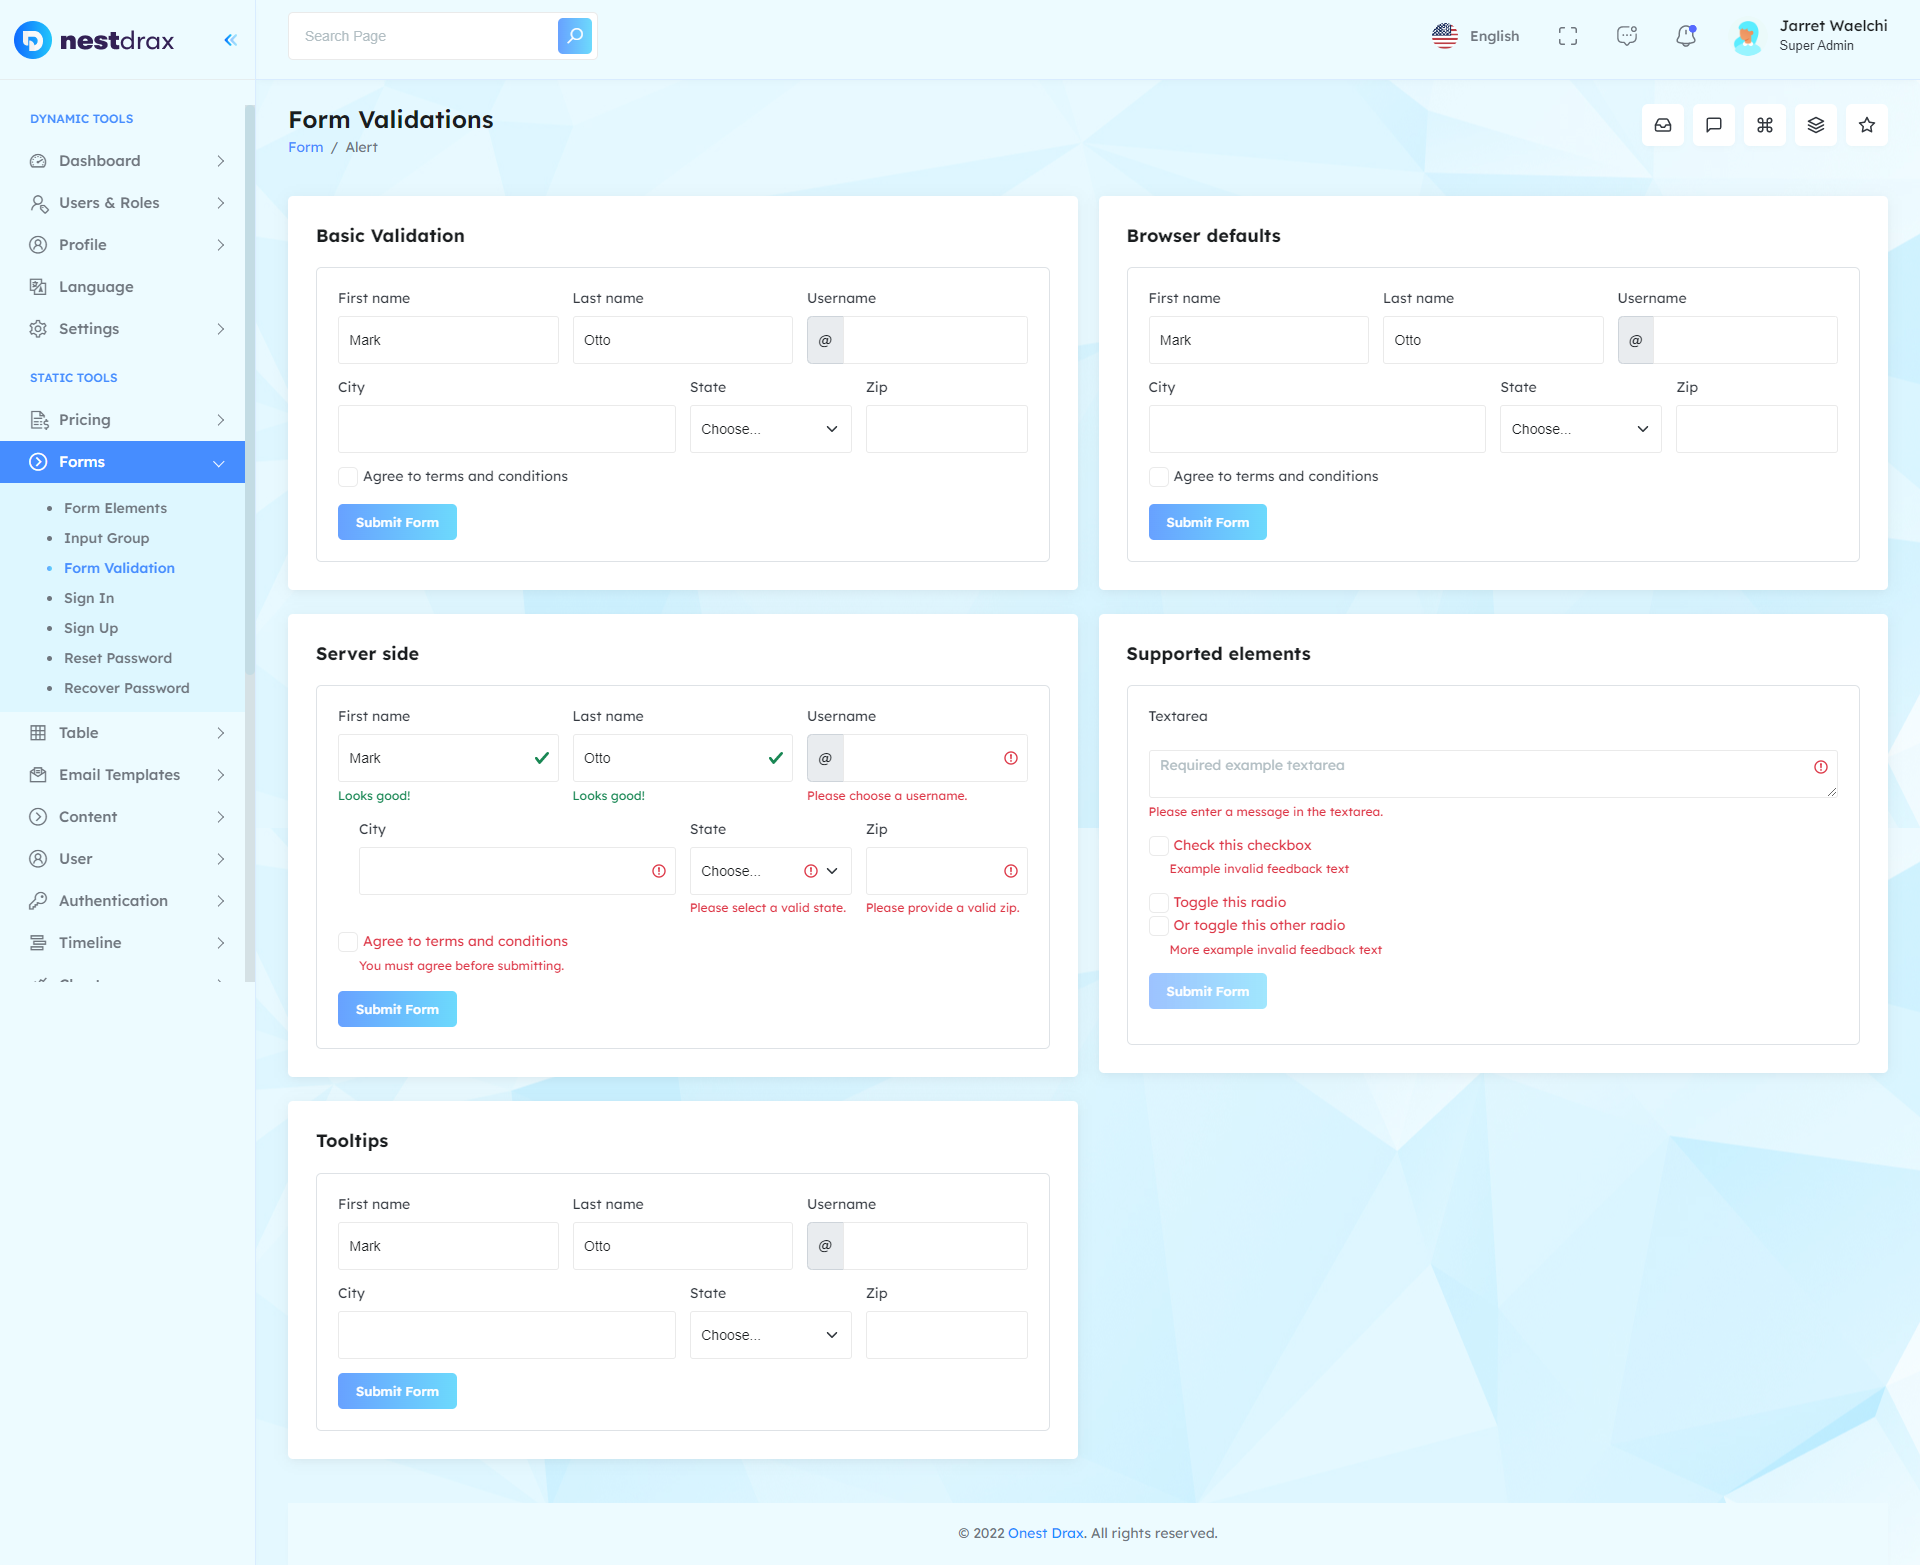 nestdrax
Search Page
English
Jarret Waelchi
Super Admin
DYNAMIC TOOLS
Dashboard
Users & Roles
Profile
Language
Settings
STATIC TOOLS
Pricing
Forms
Form Elements
Input Group
Form Validation
Sign In
Sign Up
Reset Password
Recover Password
Table
Email Templates
Content
User
Authentication
Timeline
Form Validations
Form / Alert
Basic Validation
First name Last name Username
Mark Otto @
City State Zip
Choose...
Agree to terms and conditions
Submit Form
Browser defaults
First name Last name Username
Mark Otto @
City State Zip
Choose...
Agree to terms and conditions
Submit Form
Server side
First name Last name Username
Mark Otto @
Looks good! Looks good! Please choose a username.
City State Zip
Choose...
Please select a valid state. Please provide a valid zip.
Agree to terms and conditions
You must agree before submitting.
Submit Form
Supported elements
Textarea
Required example textarea
Please enter a message in the textarea.
Check this checkbox
Example invalid feedback text
Toggle this radio
Or toggle this other radio
More example invalid feedback text
Submit Form
Tooltips
First name Last name Username
Mark Otto @
City State Zip
Choose...
Submit Form
© 2022 Onest Drax. All rights reserved.